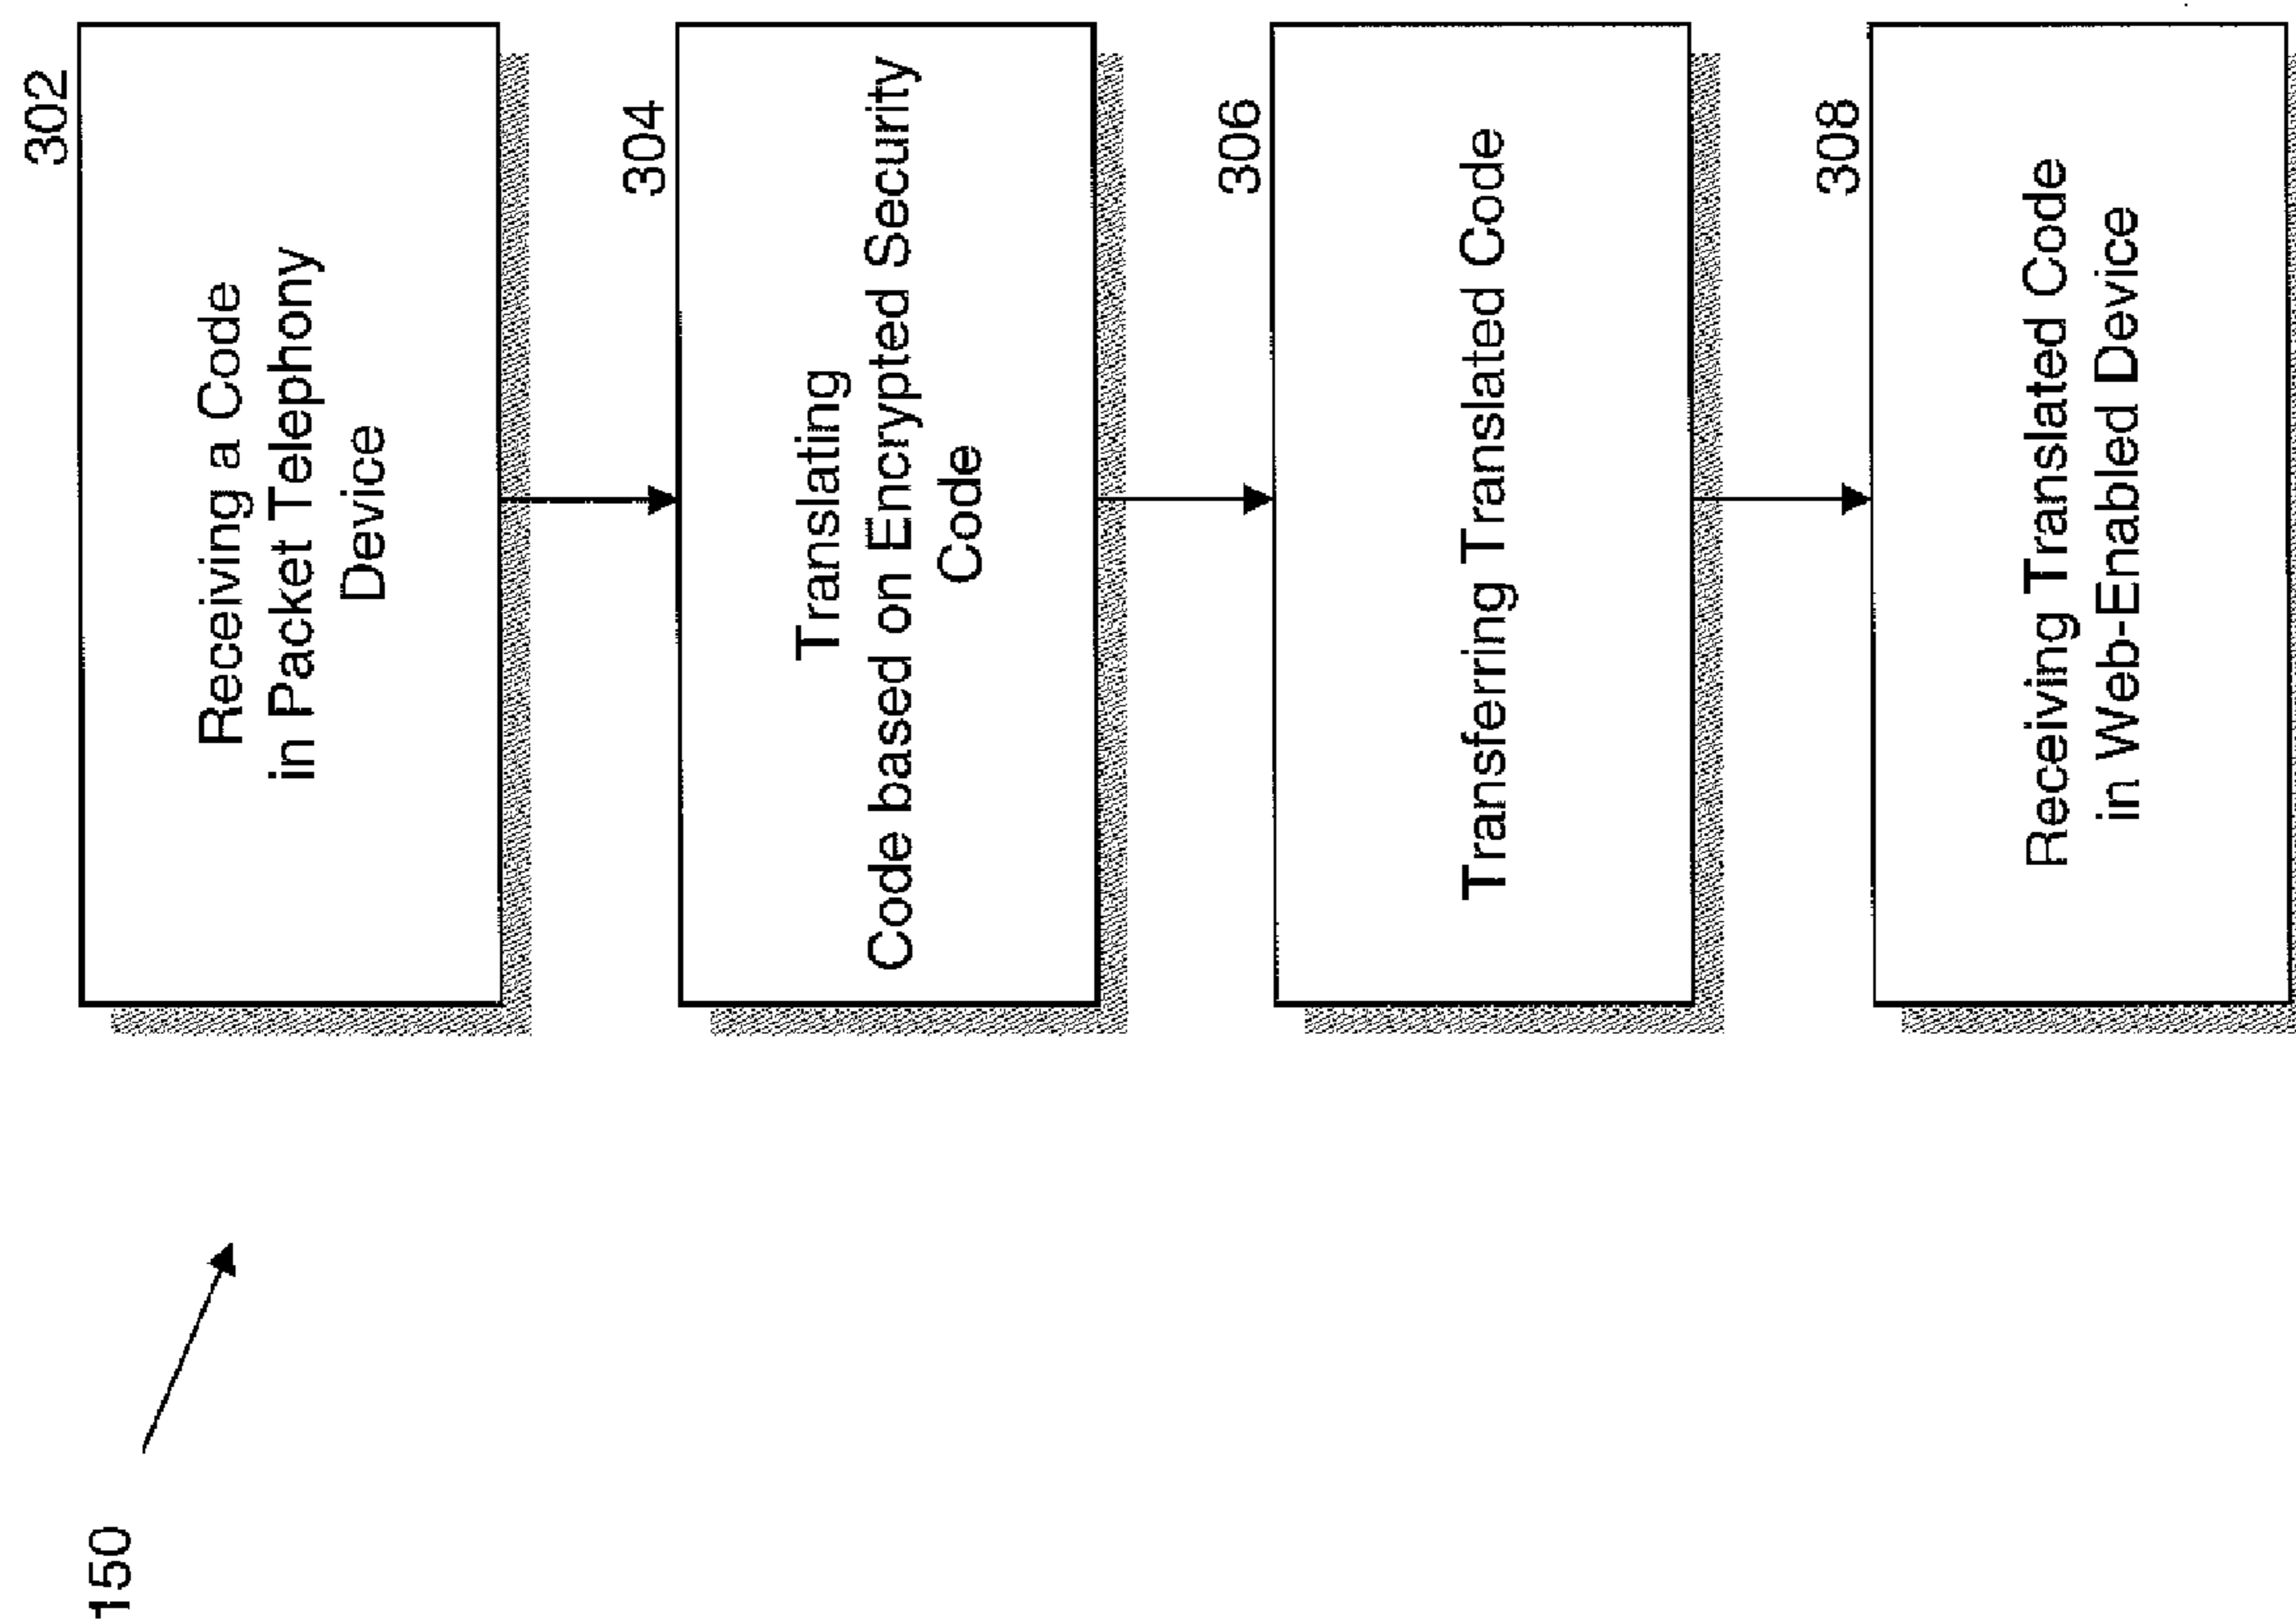 150
302
Receiving a Code
in Packet Telephony
Device
304
Translating
Code based on Encrypted Security
Code
306
Transferring Translated Code
308
Receiving Translated Code
in Web-Enabled Device